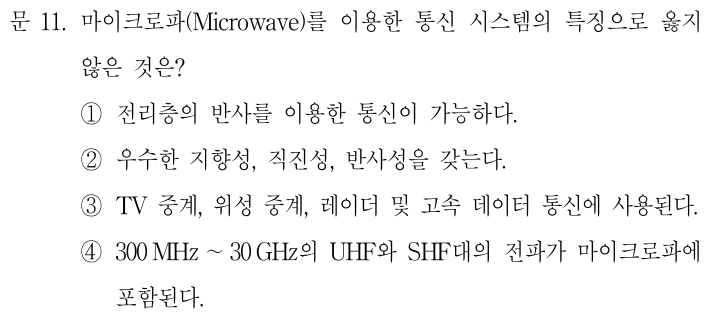 문 11. 마이크로파(Microwave)를 이용한 통신 시스템의 특징으로 옳지
않은 것은?
① 전리층의 반사를 이용한 통신이 가능하다.
② 우수한 지향성, 직진성, 반사성을 갖는다.
③ TV 중계, 위성 중계, 레이더 및 고속 데이터 통신에 사용된다.
④ 300 MHz ~ 30 GHz의 UHF와 SHF대의 전파가 마이크로파에
포함된다.